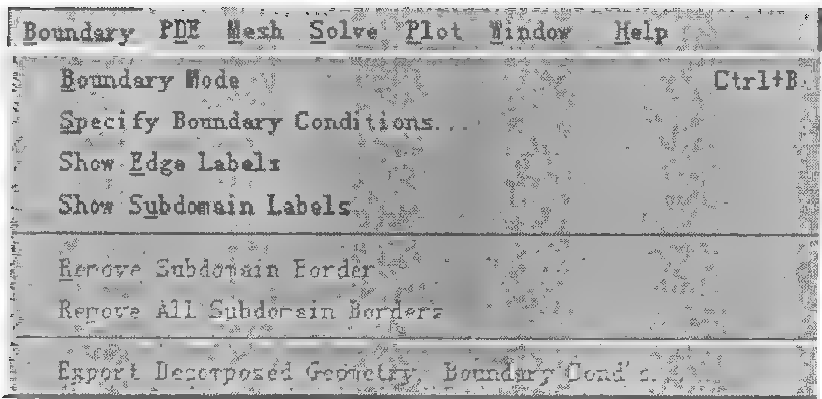 Boundary PDE Mesh Solve Plot Window Help
Boundary Mode Ctrl+B
Specify Boundary Conditions...
Show Edge Labels
Show Subdomain Labels
Remove Subdomain Border
Remove All Subdomain Borders
Export Decomposed Geometry, Boundary Cond's...